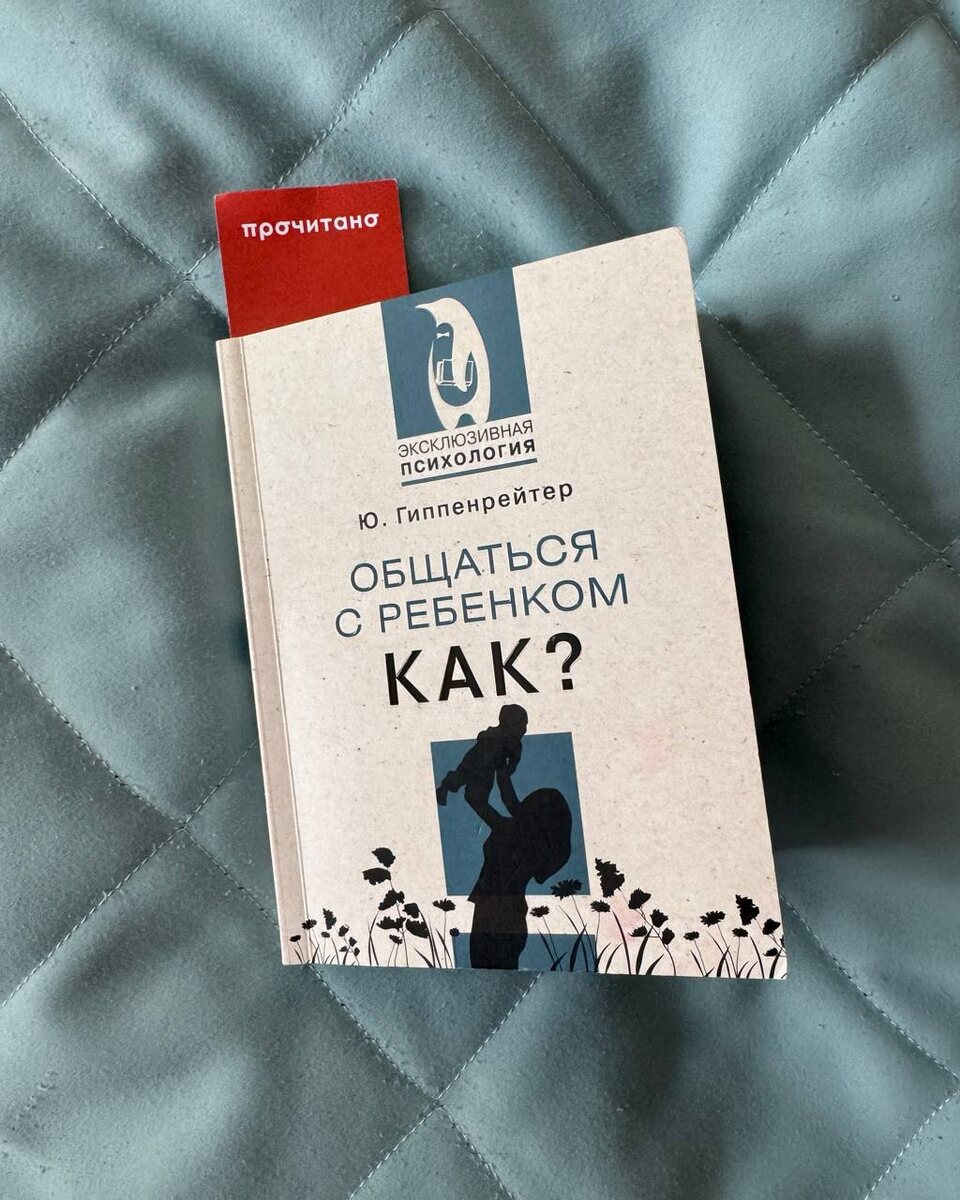 прочитано
ЭКСКЛЮЗИВНАЯ
ПСИХОЛОГИЯ
Ю. Гиппенрейтер
ОБЩАТЬСЯ
С РЕБЕНКОМ
КАК?